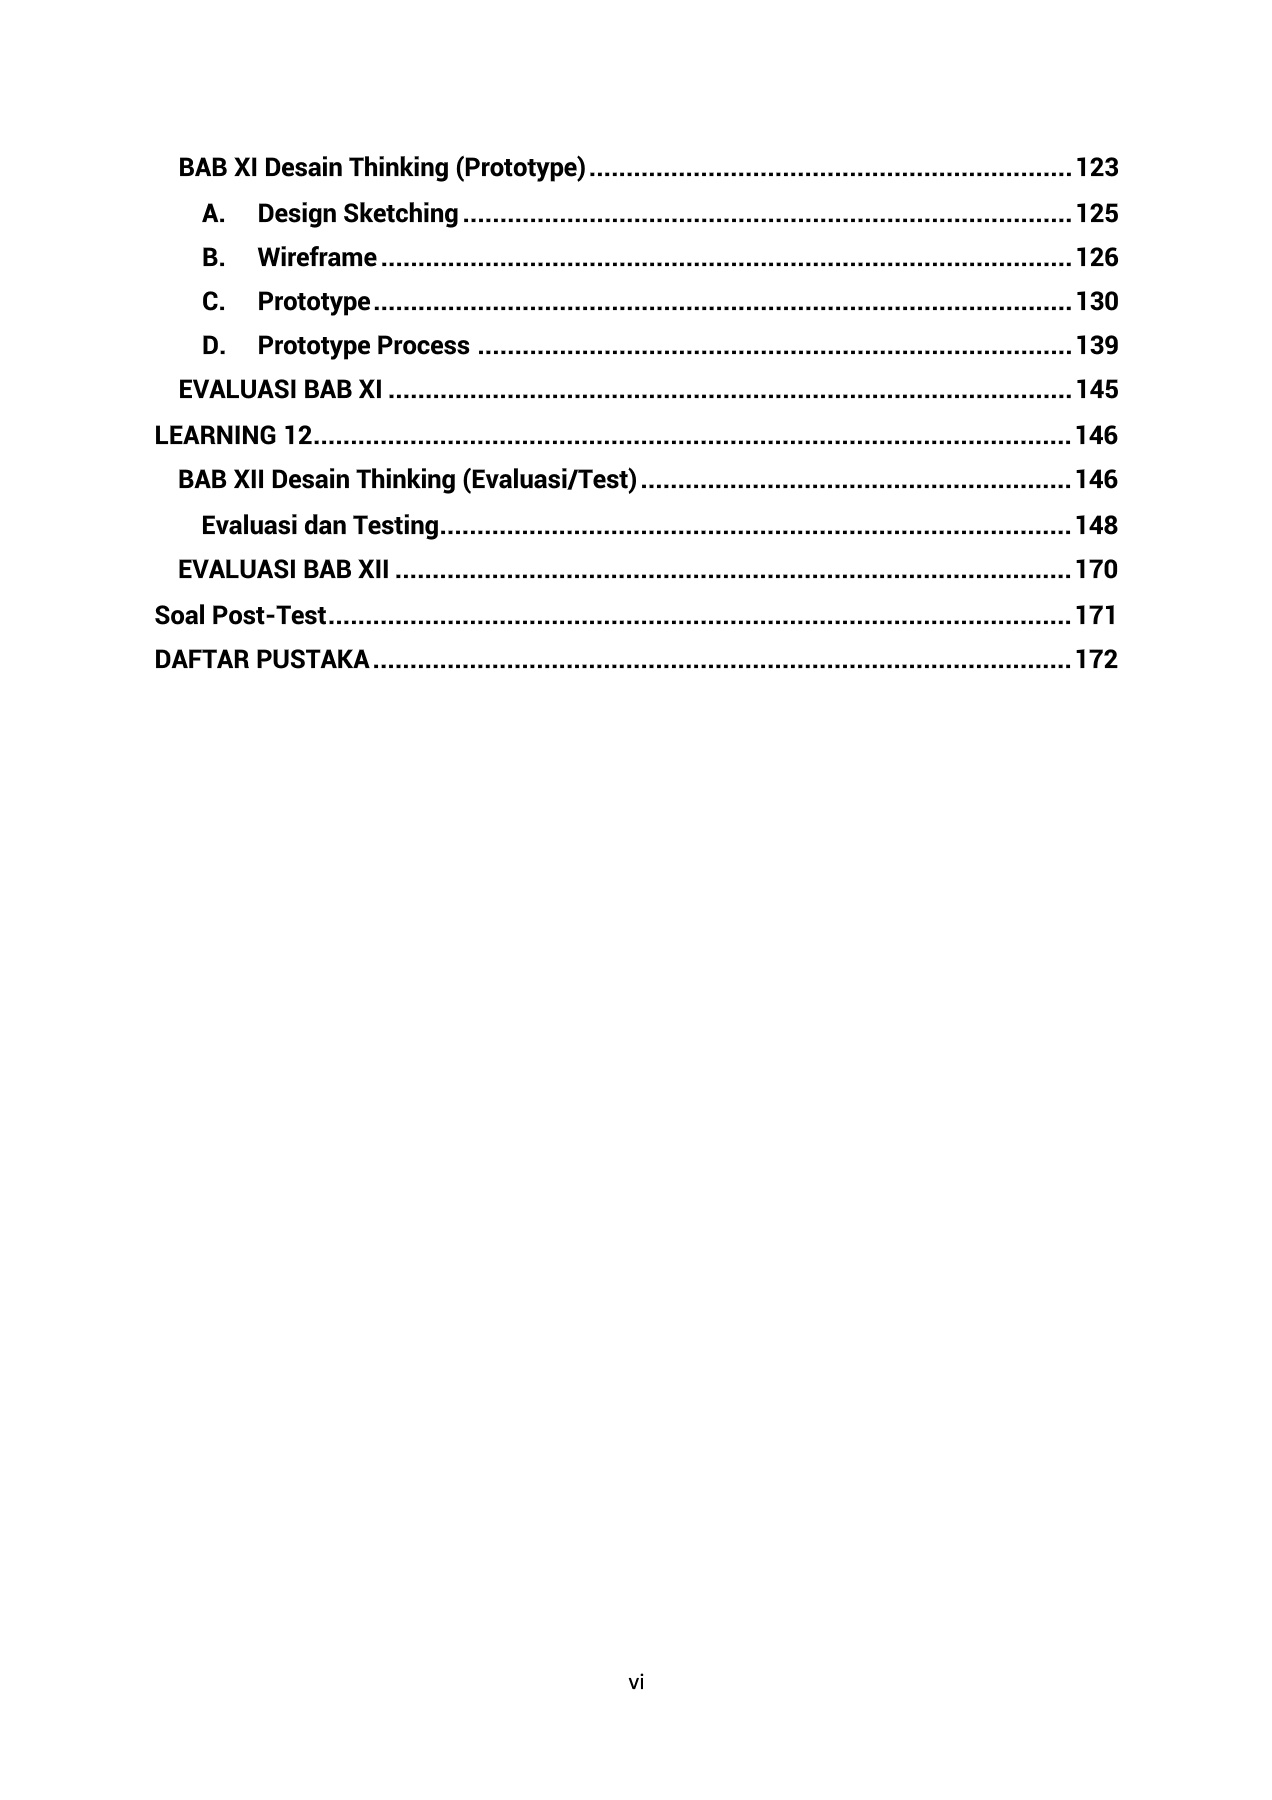 BAB XI Desain Thinking (Prototype)................................................................. 123
A. Design Sketching.................................................................................. 125
B. Wireframe............................................................................................. 126
C. Prototype.............................................................................................. 130
D. Prototype Process ................................................................................ 139
EVALUASI BAB XI ............................................................................................ 145
LEARNING 12...................................................................................................... 146
BAB XII Desain Thinking (Evaluasi/Test).......................................................... 146
Evaluasi dan Testing..................................................................................... 148
EVALUASI BAB XII ........................................................................................... 170
Soal Post-Test.................................................................................................... 171
DAFTAR PUSTAKA.............................................................................................. 172
vi